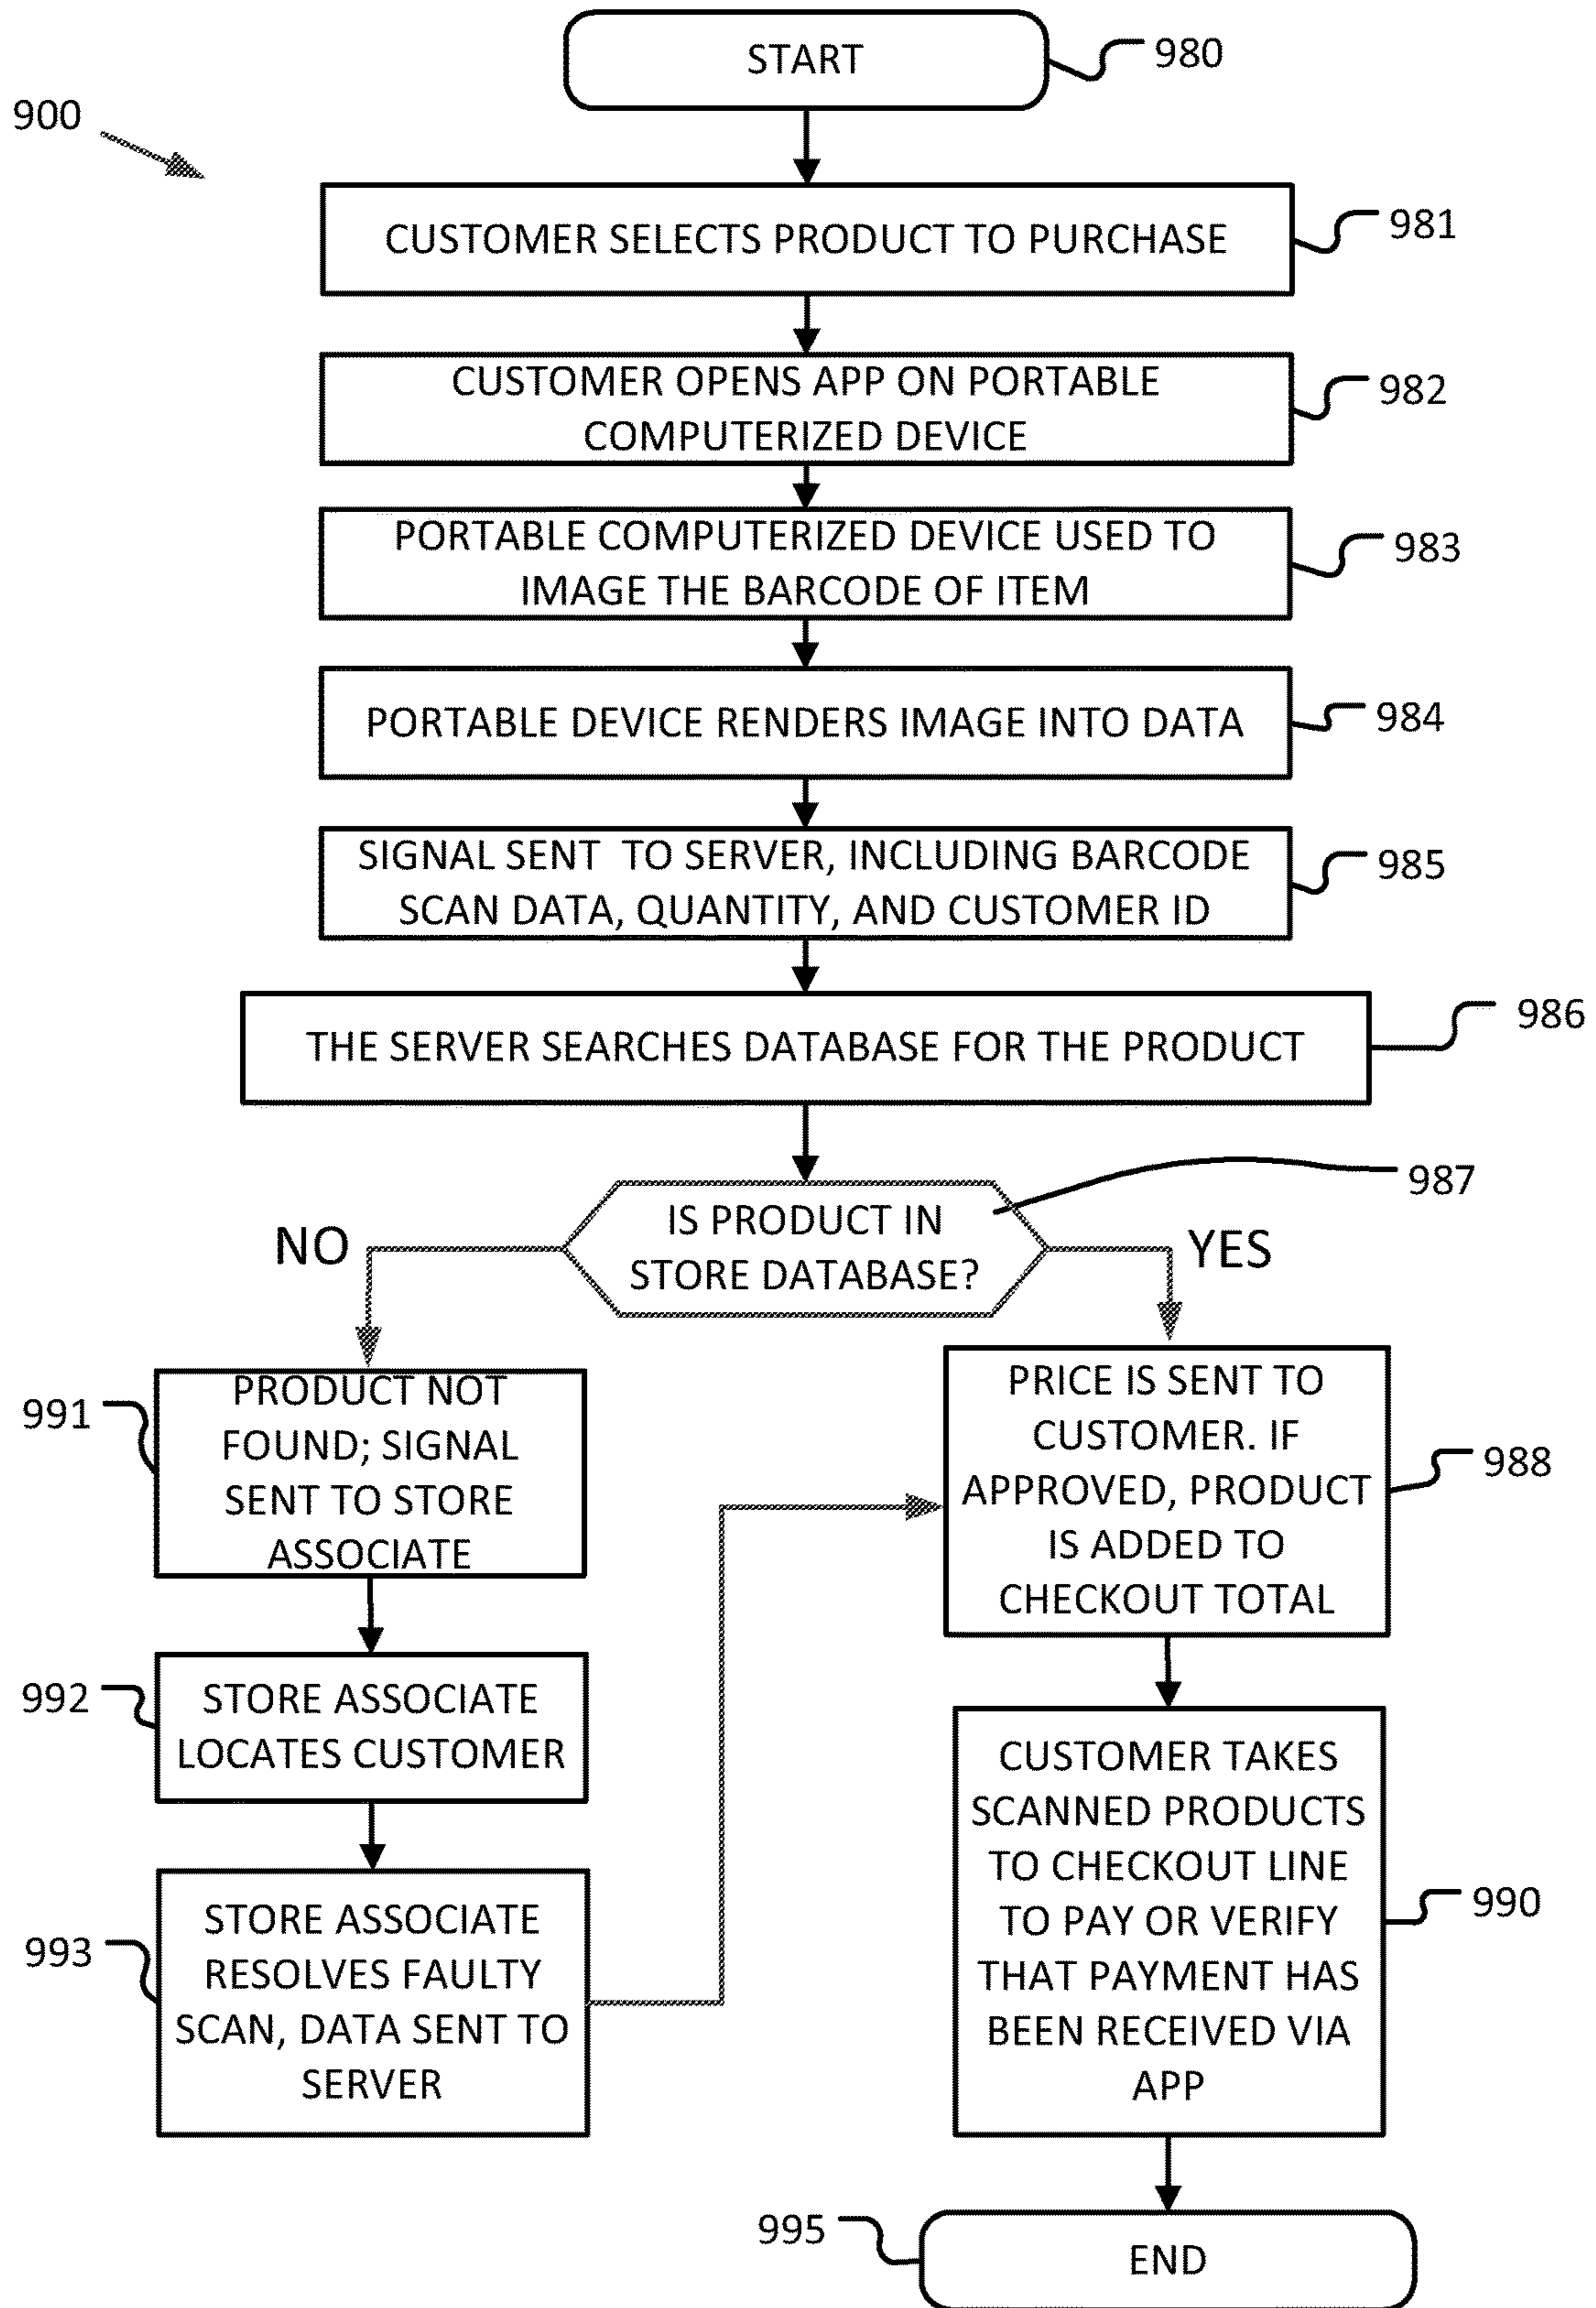 START
980
900
CUSTOMER SELECTS PRODUCT TO PURCHASE
981
CUSTOMER OPENS APP ON PORTABLE
COMPUTERIZED DEVICE
982
PORTABLE COMPUTERIZED DEVICE USED TO
IMAGE THE BARCODE OF ITEM
983
PORTABLE DEVICE RENDERS IMAGE INTO DATA
984
SIGNAL SENT TO SERVER, INCLUDING BARCODE
SCAN DATA, QUANTITY, AND CUSTOMER ID
985
THE SERVER SEARCHES DATABASE FOR THE PRODUCT
986
IS PRODUCT IN
STORE DATABASE?
987
NO
YES
PRODUCT NOT
FOUND; SIGNAL
SENT TO STORE
ASSOCIATE
991
STORE ASSOCIATE
LOCATES CUSTOMER
992
STORE ASSOCIATE
RESOLVES FAULTY
SCAN, DATA SENT TO
SERVER
993
PRICE IS SENT TO
CUSTOMER. IF
APPROVED, PRODUCT
IS ADDED TO
CHECKOUT TOTAL
988
CUSTOMER TAKES
SCANNED PRODUCTS
TO CHECKOUT LINE
TO PAY OR VERIFY
THAT PAYMENT HAS
BEEN RECEIVED VIA
APP
990
995
END